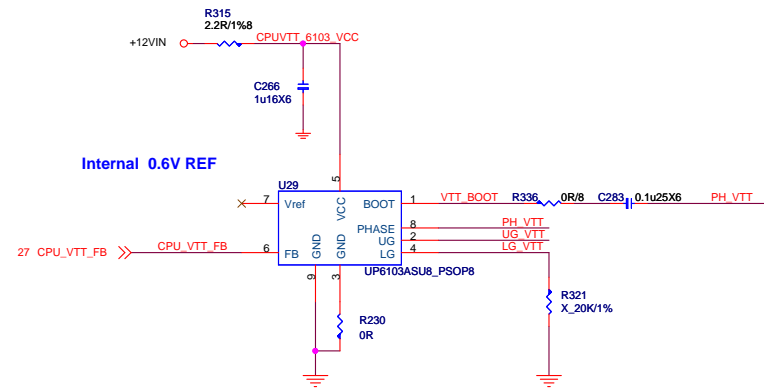 R315
2.2R/1%8
+12VIN
CPUVTT_6103_VCC
C266
1u16X6
Internal 0.6V REF
U29
5
7
Vref
VCC
BOOT
1
VTT_BOOT
R336
0R/8
C283
0.1u25X6
PH_VTT
PHASE
8
PH_VTT
UG
2
UG_VTT
27 CPU_VTT_FB
CPU_VTT_FB
6
FB
GND
GND
LG
4
LG_VTT
UP6103ASU8_PSOP8
9
3
R321
X_20K/1%
R230
0R